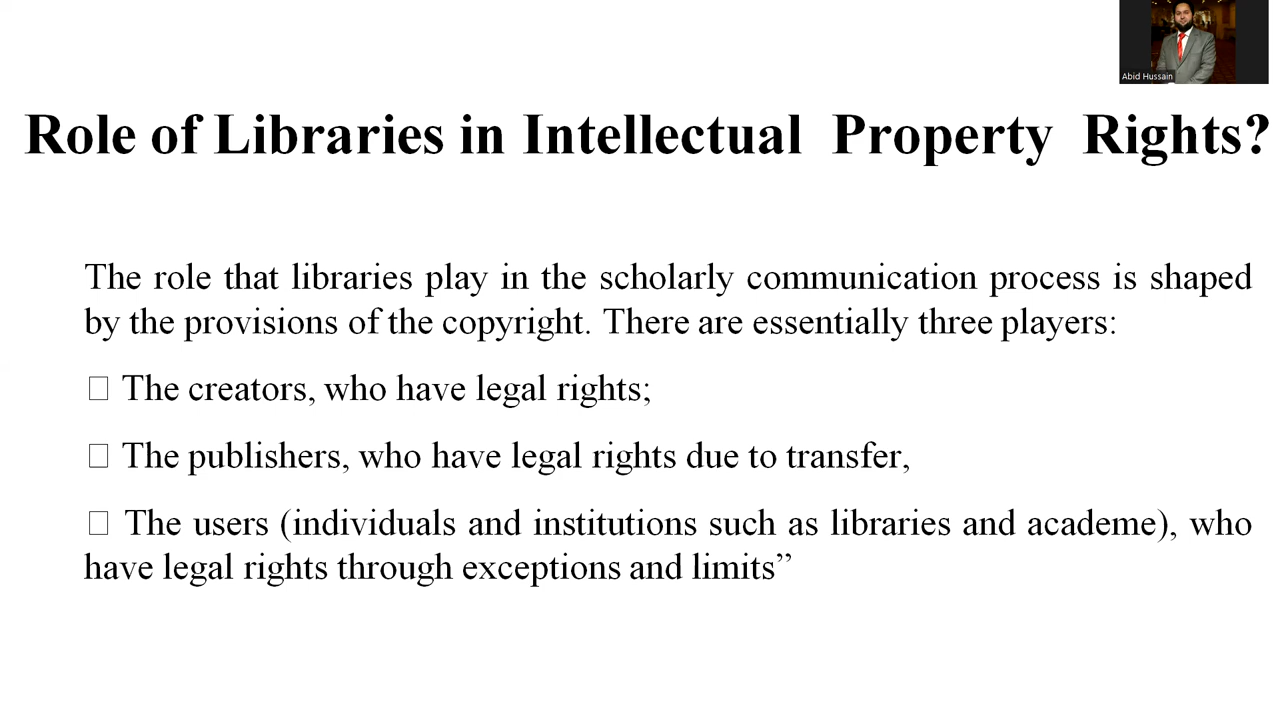 Abid Hussain
Role of Libraries in Intellectual Property Rights?
The role that libraries play in the scholarly communication process is shaped
by the provisions of the copyright. There are essentially three players:
□ The creators, who have legal rights;
□ The publishers, who have legal rights due to transfer,
□ The users (individuals and institutions such as libraries and academe), who
have legal rights through exceptions and limits”